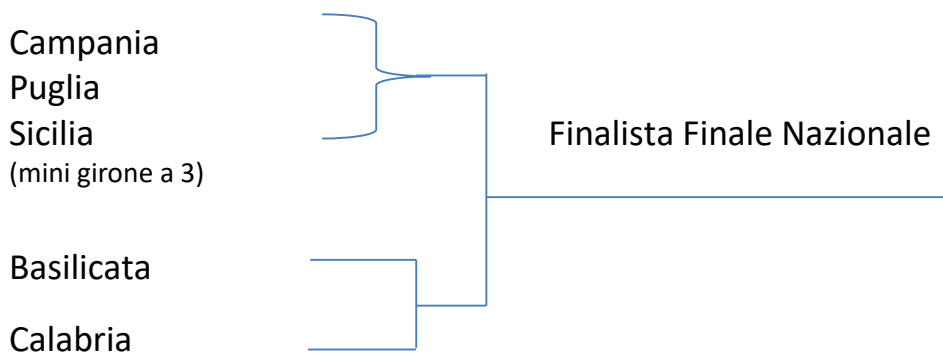 Campania
Puglia
Sicilia
(mini girone a 3)
Finalista Finale Nazionale
Basilicata
Calabria